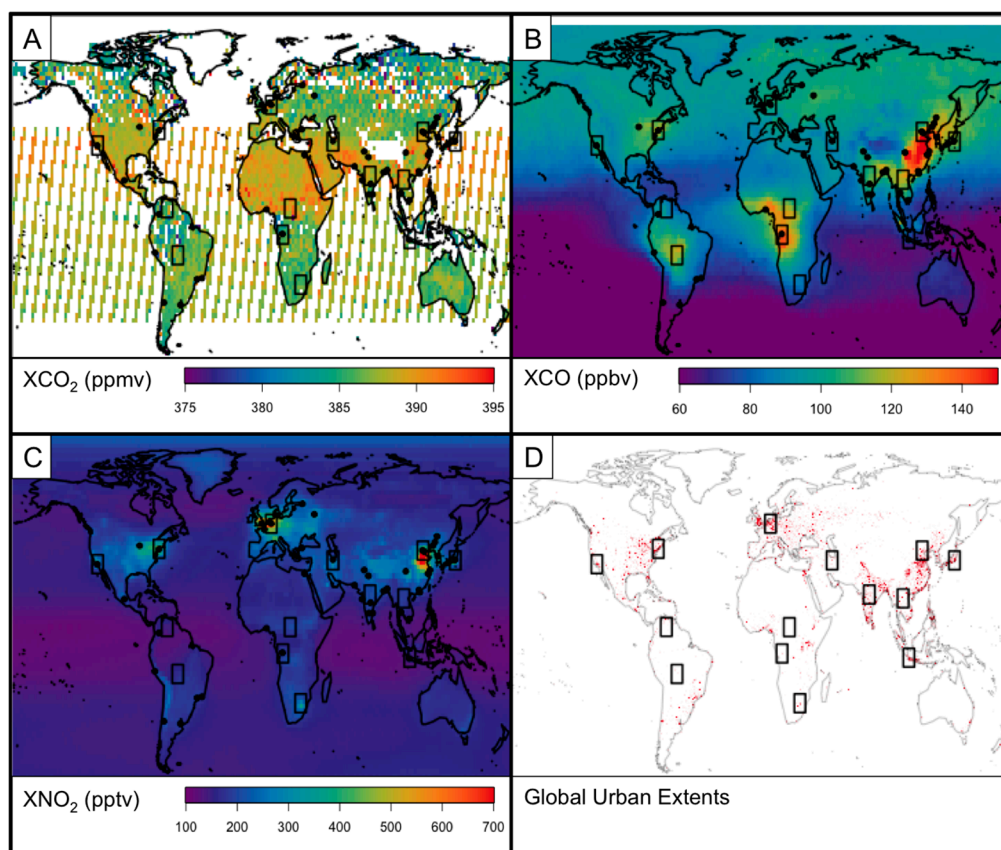 A
B
XCO₂ (ppmv)
375 380 385 390 395
XCO (ppbv)
60 80 100 120 140
C
D
XNO₂ (pptv)
100 200 300 400 500 600 700
Global Urban Extents